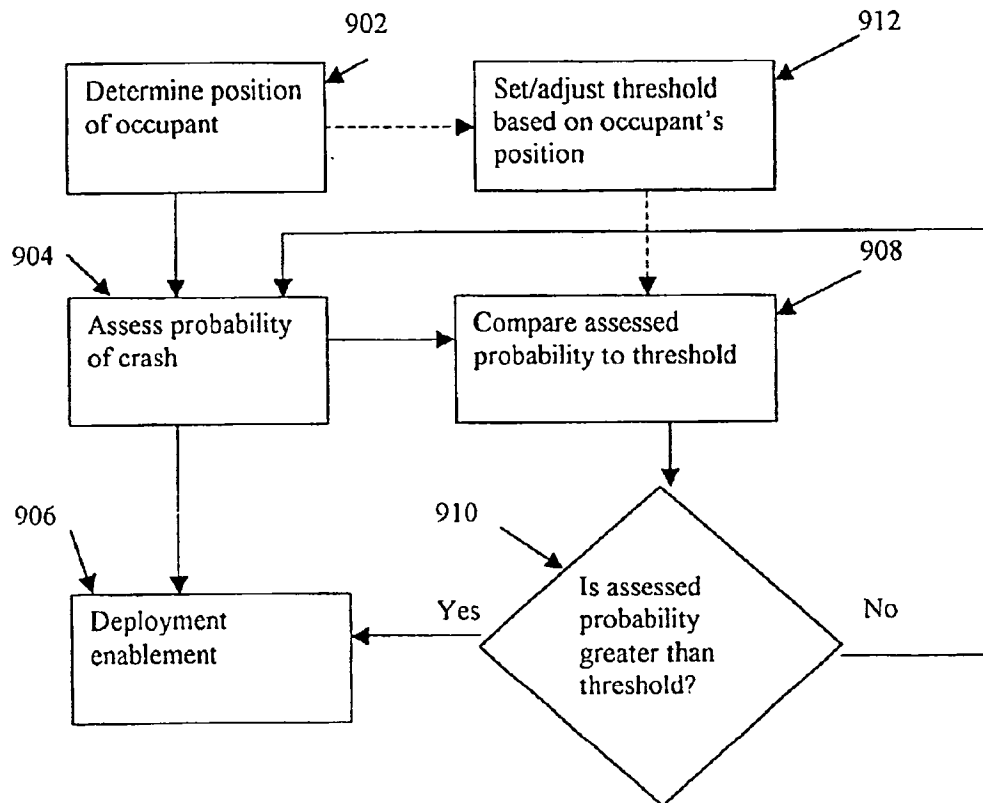 902
Determine position
of occupant
912
Set/adjust threshold
based on occupant's
position
904
Assess probability
of crash
908
Compare assessed
probability to threshold
906
Deployment
enablement
910
Is assessed
probability
greater than
threshold?
Yes
No